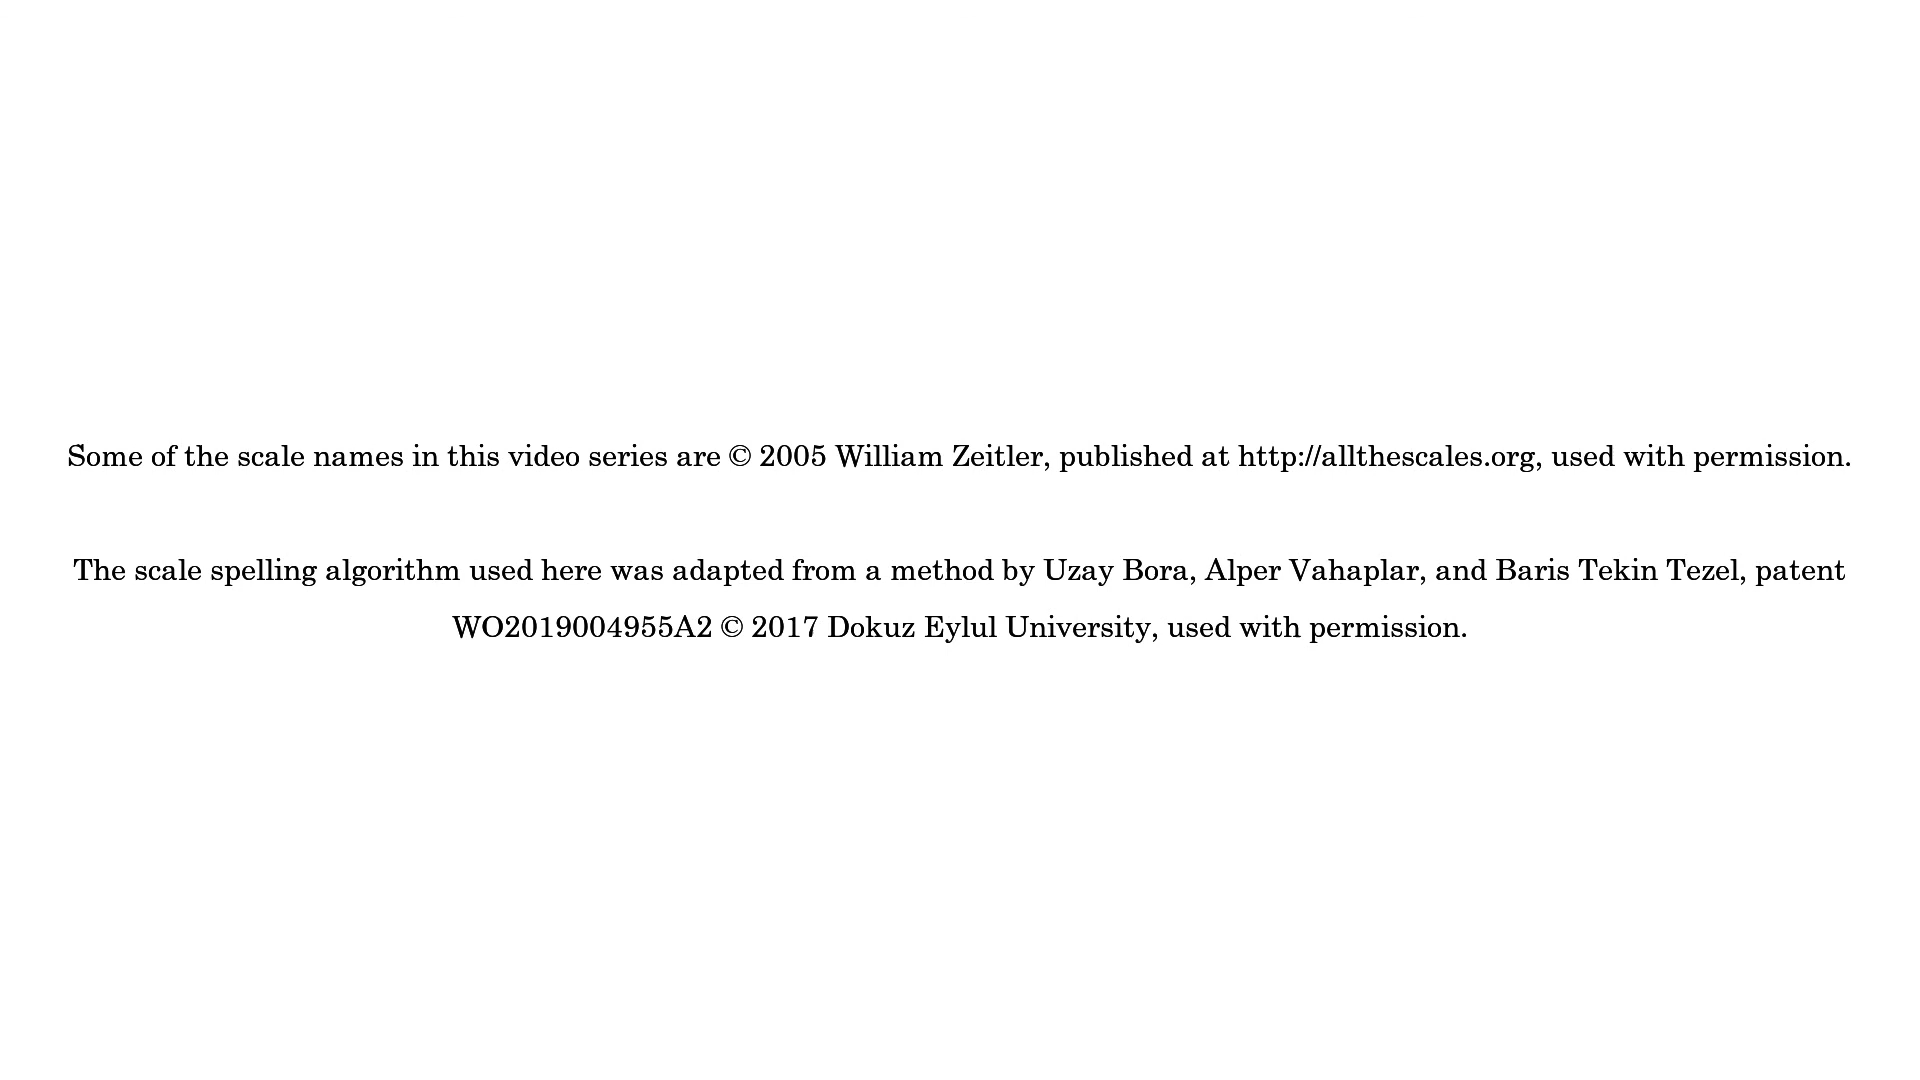 Some of the scale names in this video series are © 2005 William Zeitler, published at http://allthescales.org, used with permission.
The scale spelling algorithm used here was adapted from a method by Uzay Bora, Alper Vahaplar, and Baris Tekin Tezel, patent
WO2019004955A2 © 2017 Dokuz Eylul University, used with permission.